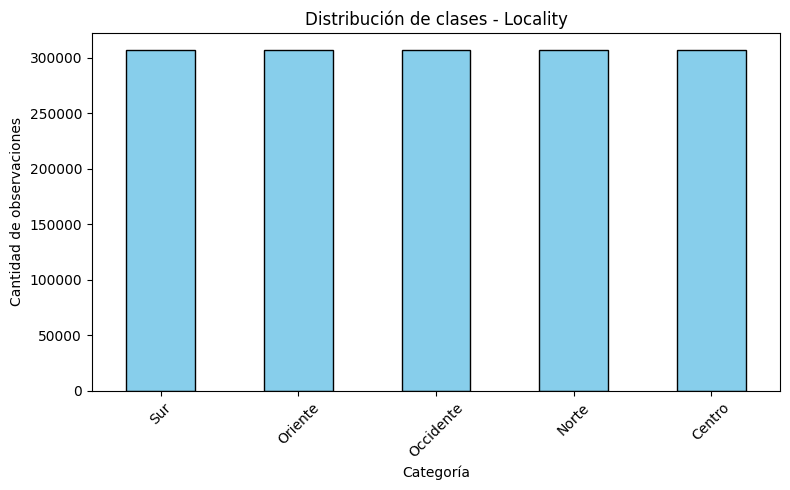 Distribución de clases - Locality
Cantidad de observaciones
300000
250000
200000
150000
100000
50000
0
Sur
Oriente
Occidente
Norte
Centro
Categoría